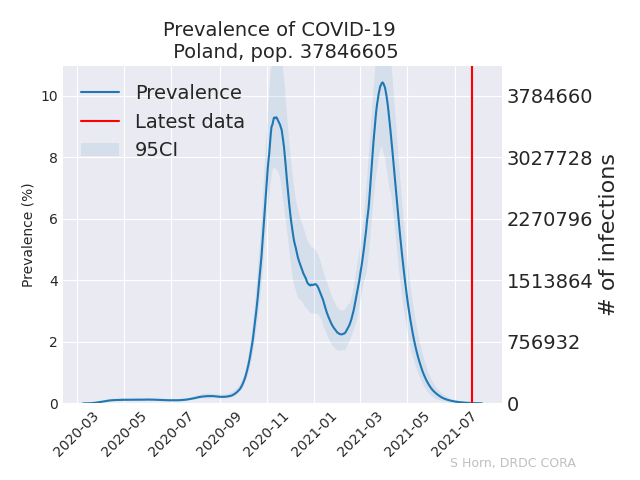 Prevalence of COVID-19
Poland, pop. 37846605
Prevalence
Latest data
95CI
Prevalence (%)
10
8
6
4
2
0
3784660
3027728
2270796
1513864
756932
0
# of infections
2020-03
2020-05
2020-07
2020-09
2020-11
2021-01
2021-03
2021-05
2021-07
S Horn, DRDC CORA